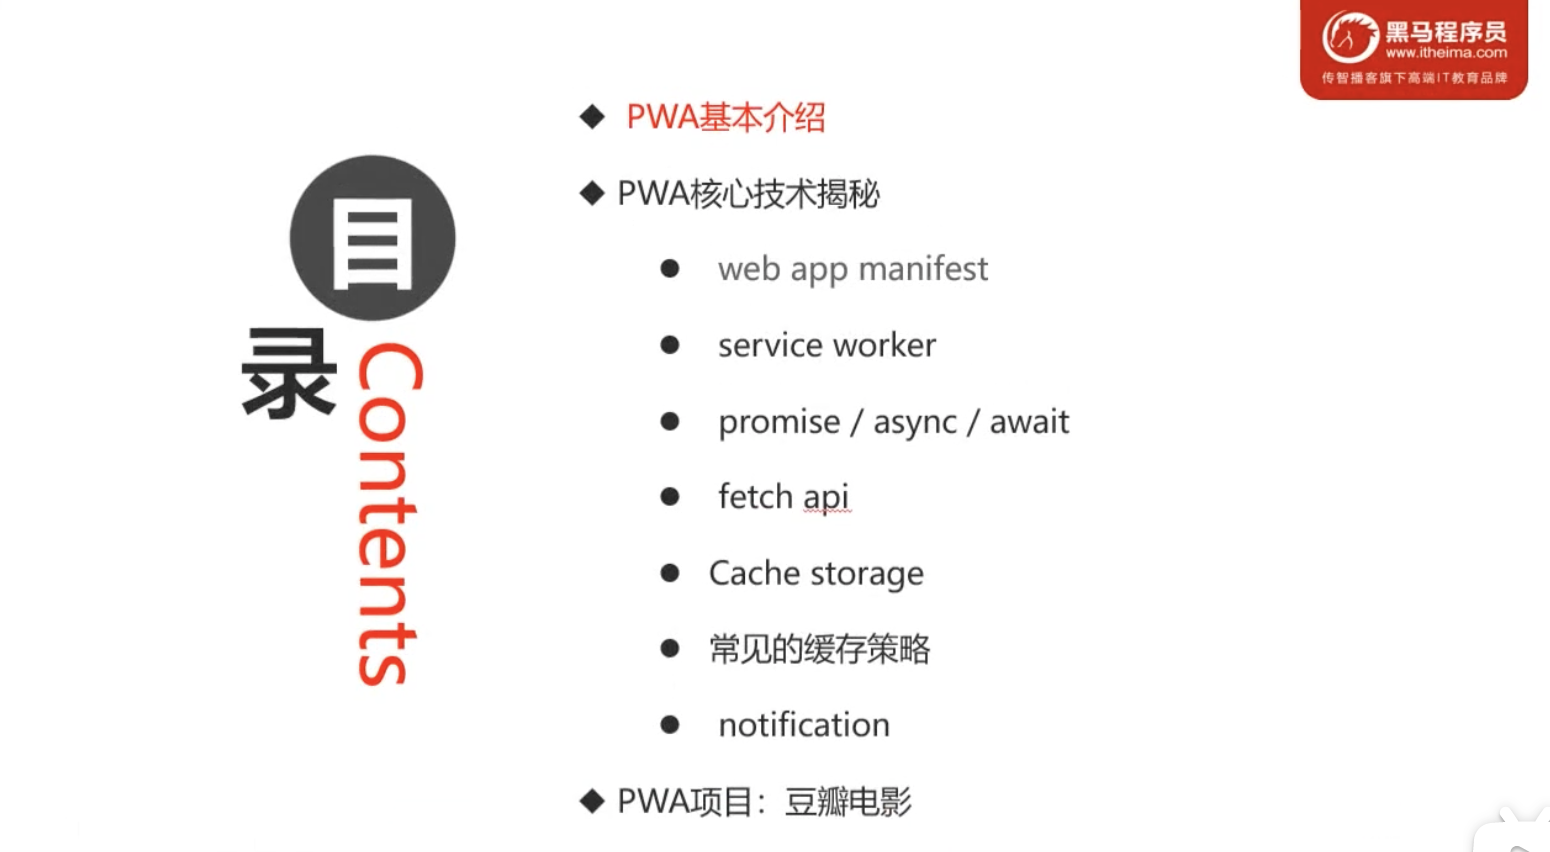 黑马程序员
www.itheima.com
传智播客旗下高端IT教育品牌
目录
Contents
◆ PWA基本介绍
◆ PWA核心技术揭秘
● web app manifest
● service worker
● promise / async / await
● fetch api
● Cache storage
● 常见的缓存策略
● notification
◆ PWA项目：豆瓣电影